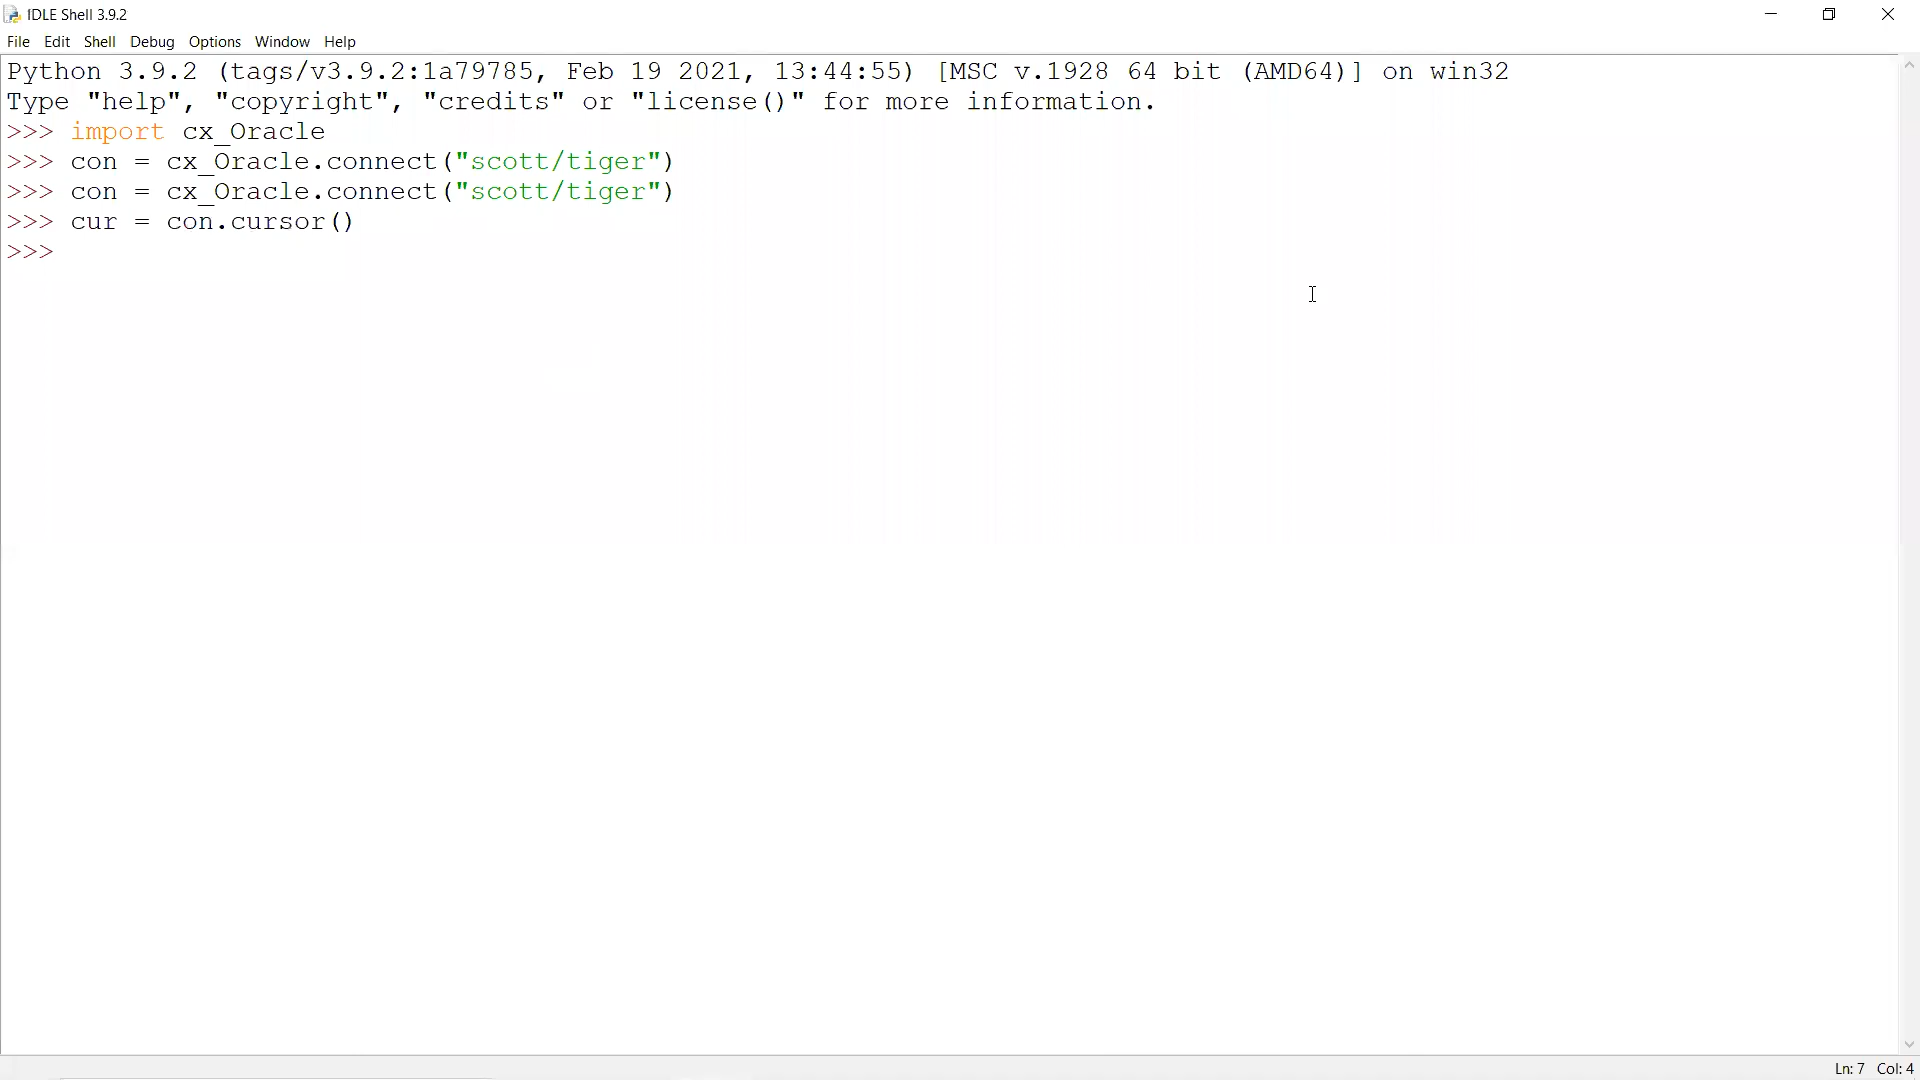 IDLE Shell 3.9.2
File Edit Shell Debug Options Window Help
Python 3.9.2 (tags/v3.9.2:1a79785, Feb 19 2021, 13:44:55) [MSC v.1928 64 bit (AMD64)] on win32
Type "help", "copyright", "credits" or "license()" for more information.
>>> import cx_Oracle
>>> con = cx_Oracle.connect("scott/tiger")
>>> con = cx_Oracle.connect("scott/tiger")
>>> cur = con.cursor()
>>>
Ln: 7 Col: 4